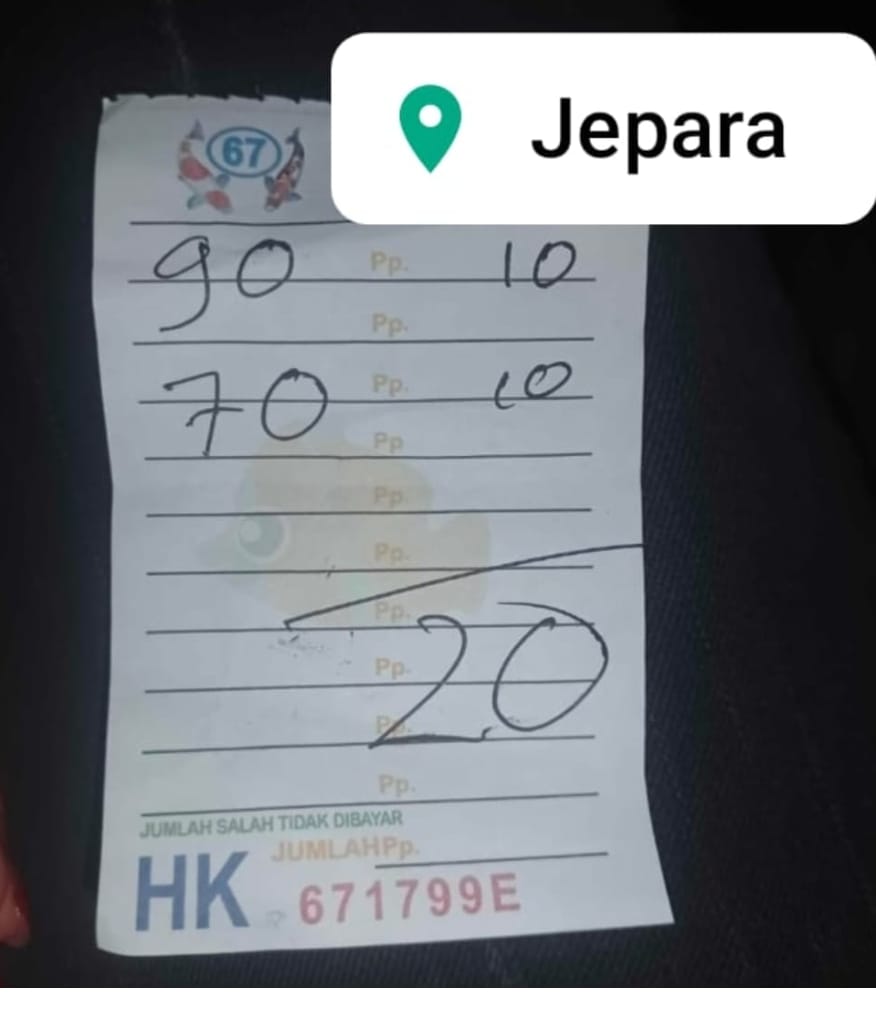 Jepara
67
90 Pp. 10
Pp.
70 Pp. 10
Pp
Pp.
Pp.
Pp.
20
Pp.
Pp.
Pp.
JUMLAH SALAH TIDAK DIBAYAR
JUMLAH Pp.
HK 671799E